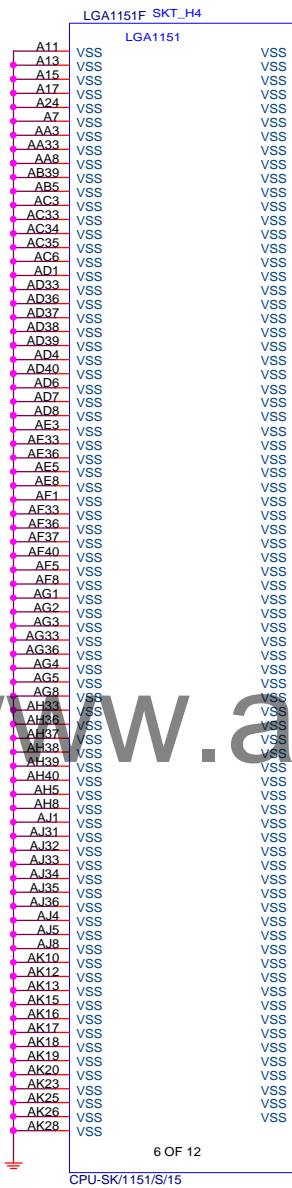 LGA1151F SKT_H4
LGA1151
A11 VSS VSS
A13 VSS VSS
A15 VSS VSS
A17 VSS VSS
A24 VSS VSS
A7 VSS VSS
AA3 VSS VSS
AA33 VSS VSS
AA8 VSS VSS
AB39 VSS VSS
AB5 VSS VSS
AC3 VSS VSS
AC33 VSS VSS
AC34 VSS VSS
AC35 VSS VSS
AC6 VSS VSS
AD1 VSS VSS
AD33 VSS VSS
AD36 VSS VSS
AD37 VSS VSS
AD38 VSS VSS
AD39 VSS VSS
AD4 VSS VSS
AD40 VSS VSS
AD6 VSS VSS
AD7 VSS VSS
AD8 VSS VSS
AE3 VSS VSS
AE33 VSS VSS
AE36 VSS VSS
AE5 VSS VSS
AE8 VSS VSS
AF1 VSS VSS
AF33 VSS VSS
AF36 VSS VSS
AF37 VSS VSS
AF40 VSS VSS
AF5 VSS VSS
AF8 VSS VSS
AG1 VSS VSS
AG2 VSS VSS
AG3 VSS VSS
AG33 VSS VSS
AG36 VSS VSS
AG4 VSS VSS
AG5 VSS VSS
AG8 VSS VSS
AH33 VSS VSS
AH36 VSS VSS
AH37 VSS VSS
AH38 VSS VSS
AH39 VSS VSS
AH40 VSS VSS
AH5 VSS VSS
AH8 VSS VSS
AJ1 VSS VSS
AJ31 VSS VSS
AJ32 VSS VSS
AJ33 VSS VSS
AJ34 VSS VSS
AJ35 VSS VSS
AJ36 VSS VSS
AJ4 VSS VSS
AJ5 VSS VSS
AJ8 VSS VSS
AK10 VSS VSS
AK12 VSS VSS
AK13 VSS VSS
AK15 VSS VSS
AK16 VSS VSS
AK17 VSS VSS
AK18 VSS VSS
AK19 VSS VSS
AK20 VSS VSS
AK23 VSS VSS
AK25 VSS VSS
AK26 VSS VSS
AK28 VSS
6 OF 12
CPU-SK/1151/S/15